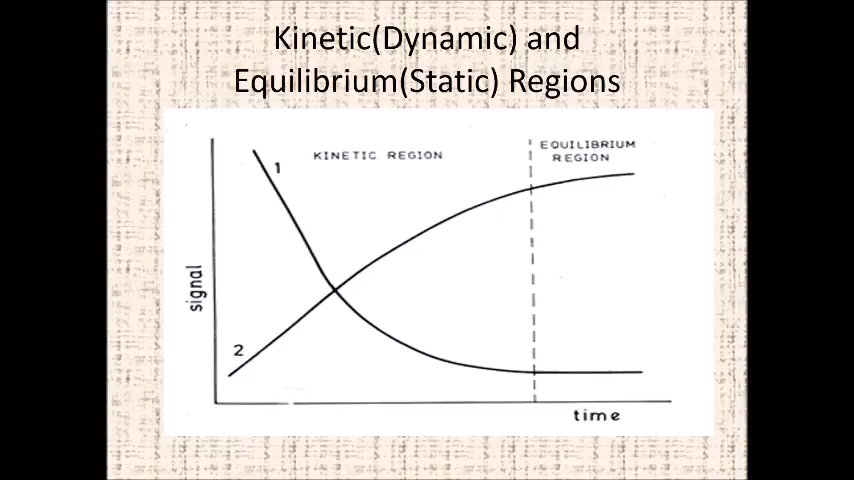 Kinetic(Dynamic) and
Equilibrium(Static) Regions
KINETIC REGION
EQUILIBRIUM
REGION
1
2
signal
time